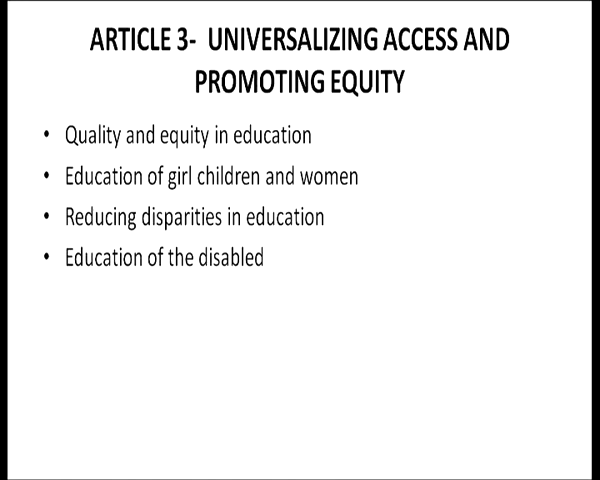 ARTICLE 3- UNIVERSALIZING ACCESS AND
PROMOTING EQUITY
• Quality and equity in education
• Education of girl children and women
• Reducing disparities in education
• Education of the disabled